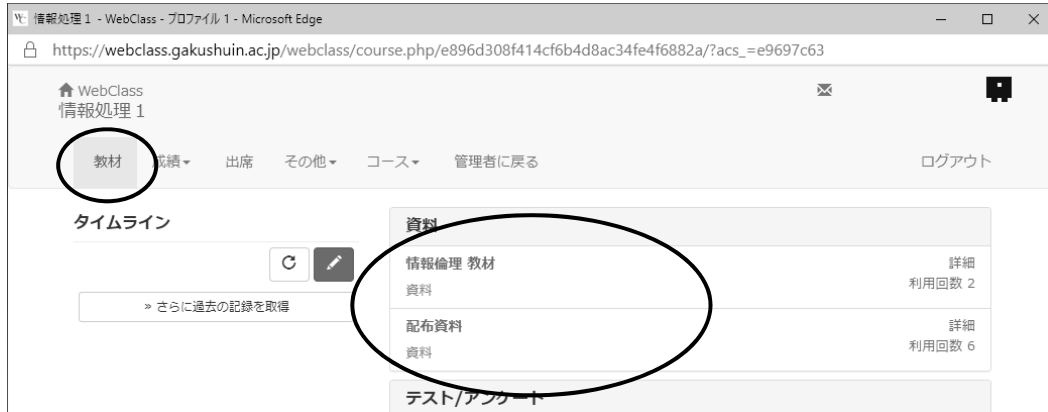 情報処理１ - WebClass - プロファイル 1 - Microsoft Edge
https://webclass.gakushuin.ac.jp/webclass/course.php/e896d308f414cf6b4d8ac34fe4f6882a/?acs_=e9697c63
WebClass
情報処理１
教材 成績 出席 その他 コース 管理者に戻る ログアウト
タイムライン
» さらに過去の記録を取得
資料
情報倫理 教材 詳細
資料 利用回数 2
配布資料 詳細
資料 利用回数 6
テスト/アンケート